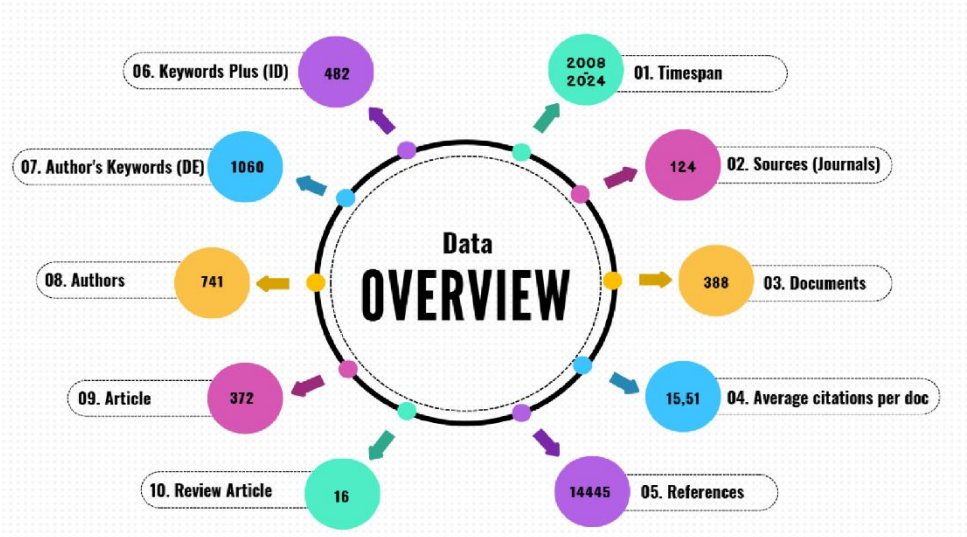 Data
OVERVIEW
2008
-
2024
01. Timespan
124
02. Sources (Journals)
388
03. Documents
15,51
04. Average citations per doc
14445
05. References
482
06. Keywords Plus (ID)
1060
07. Author's Keywords (DE)
741
08. Authors
372
09. Article
16
10. Review Article